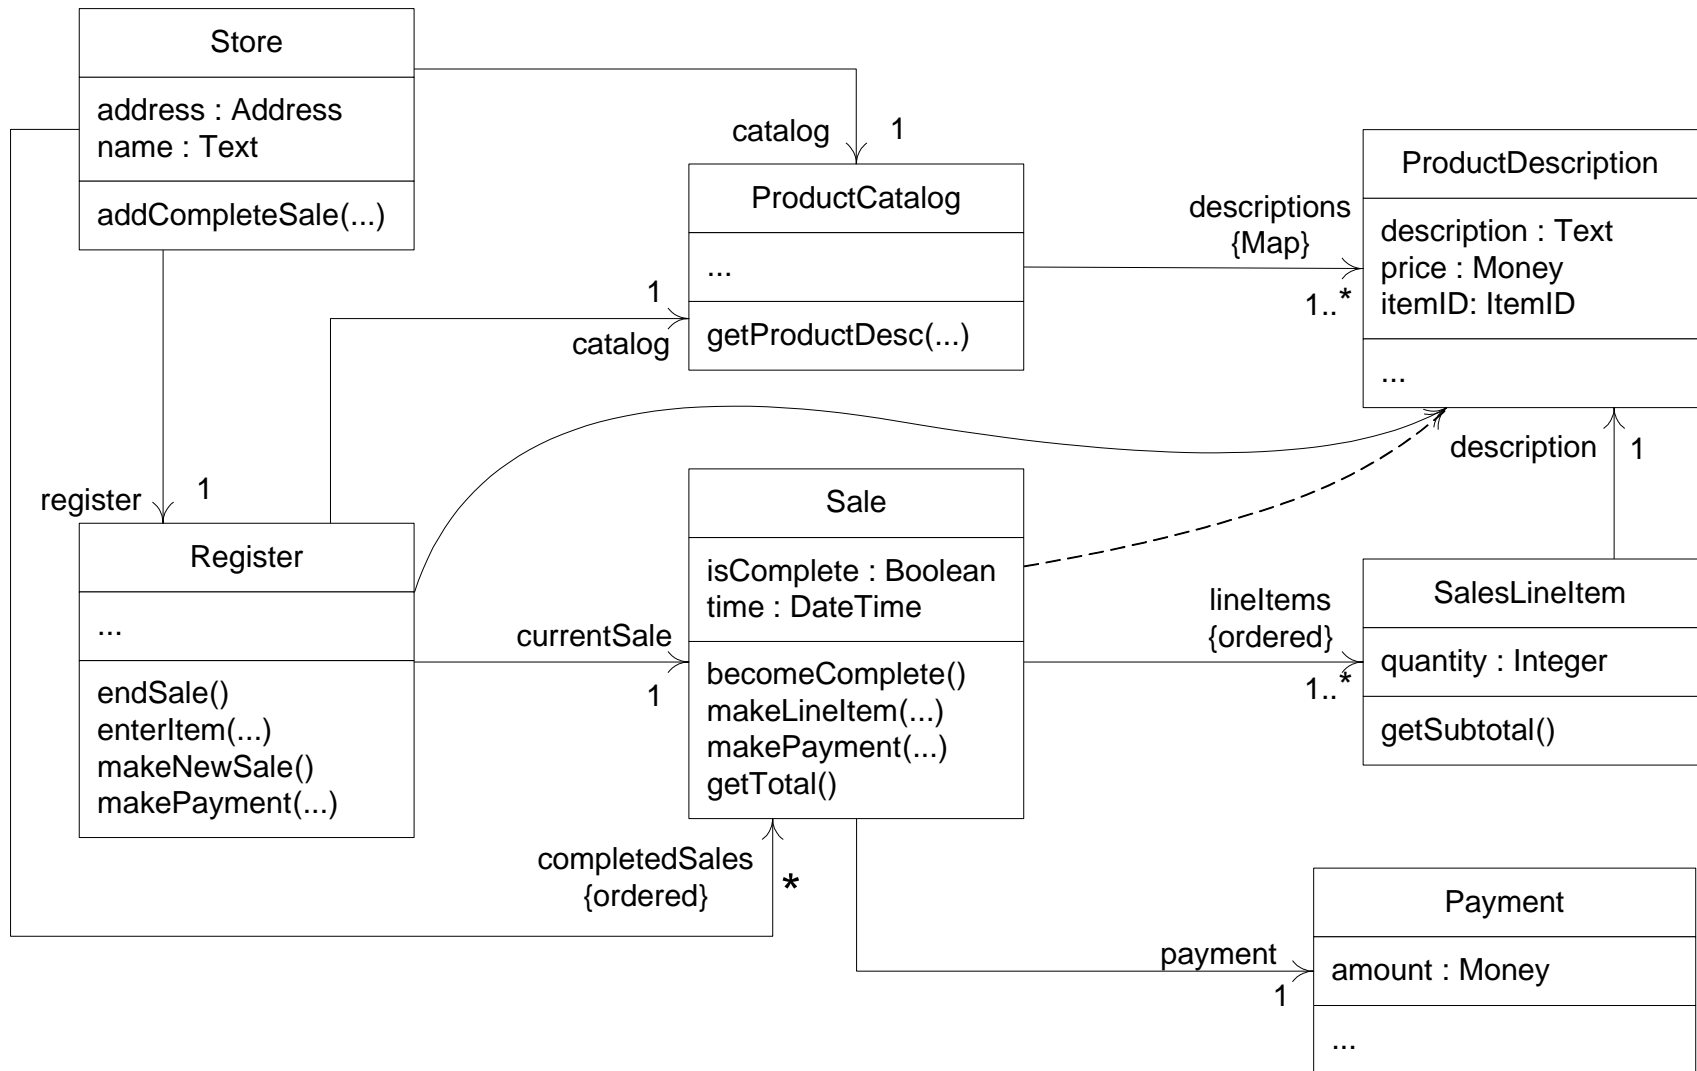 Store
address : Address
name : Text
addCompleteSale(...)
catalog
1
ProductCatalog
...
getProductDesc(...)
1
catalog
descriptions
{Map}
1..*
ProductDescription
description : Text
price : Money
itemID: ItemID
...
description
1
register
1
Register
...
endSale()
enterItem(...)
makeNewSale()
makePayment(...)
currentSale
1
Sale
isComplete : Boolean
time : DateTime
becomeComplete()
makeLineItem(...)
makePayment(...)
getTotal()
lineItems
{ordered}
1..*
SalesLineItem
quantity : Integer
getSubtotal()
completedSales
{ordered}
*
payment
1
Payment
amount : Money
...